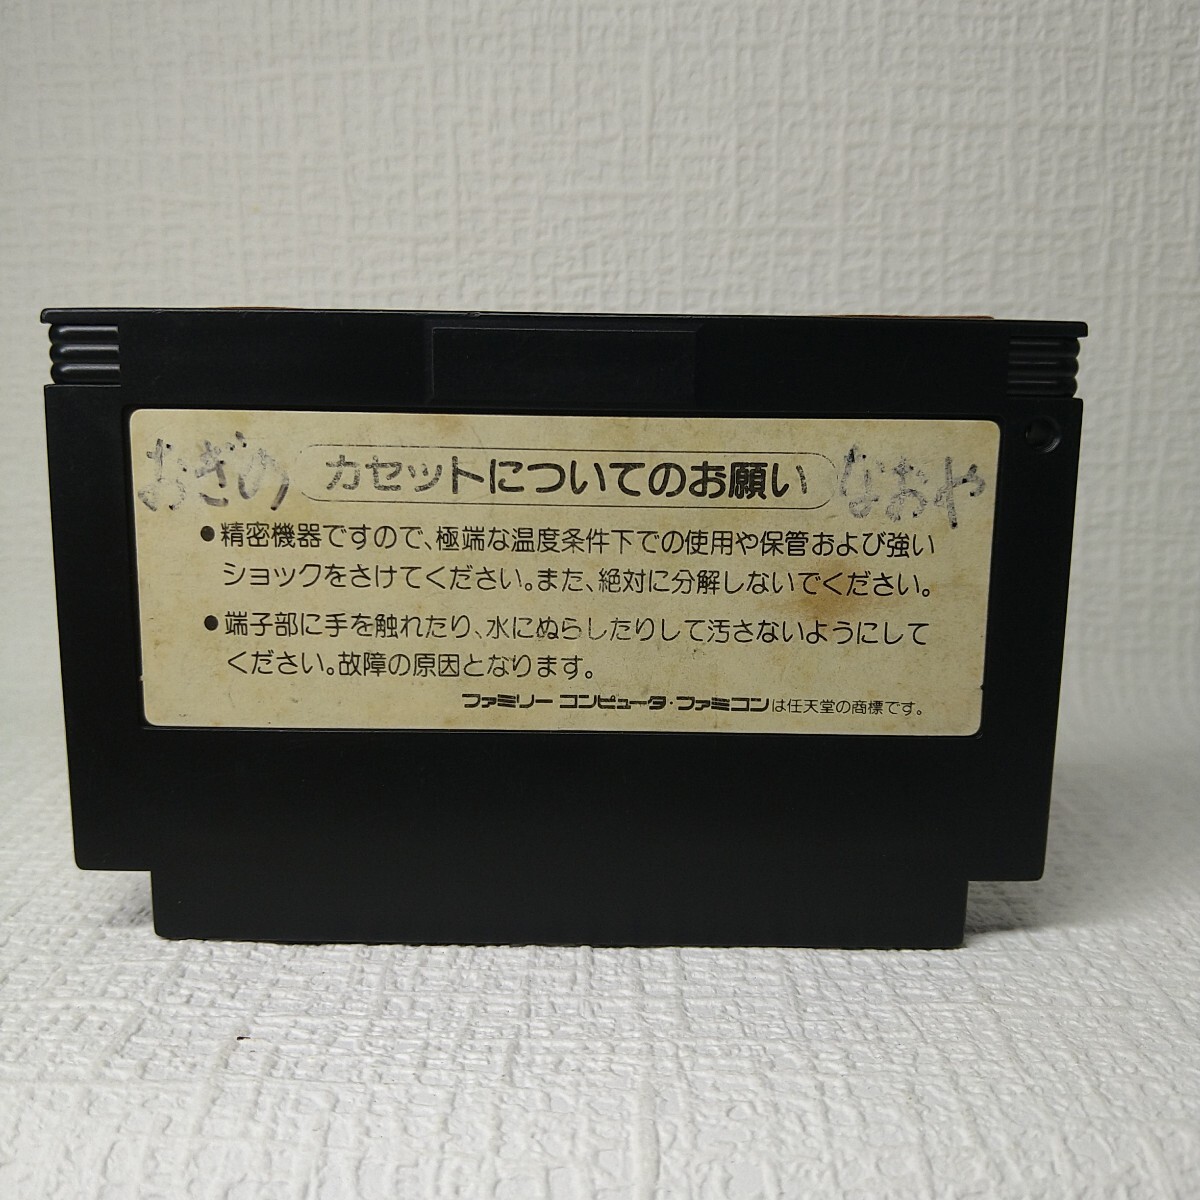 おぎの カセットについてのお願い なおや
●精密機器ですので、極端な温度条件下での使用や保管および強い
ショックをさけてください。また、絶対に分解しないでください。
●端子部に手を触れたり、水にぬらしたりして汚さないようにして
ください。故障の原因となります。
ファミリーコンピュータ・ファミコンは任天堂の商標です。